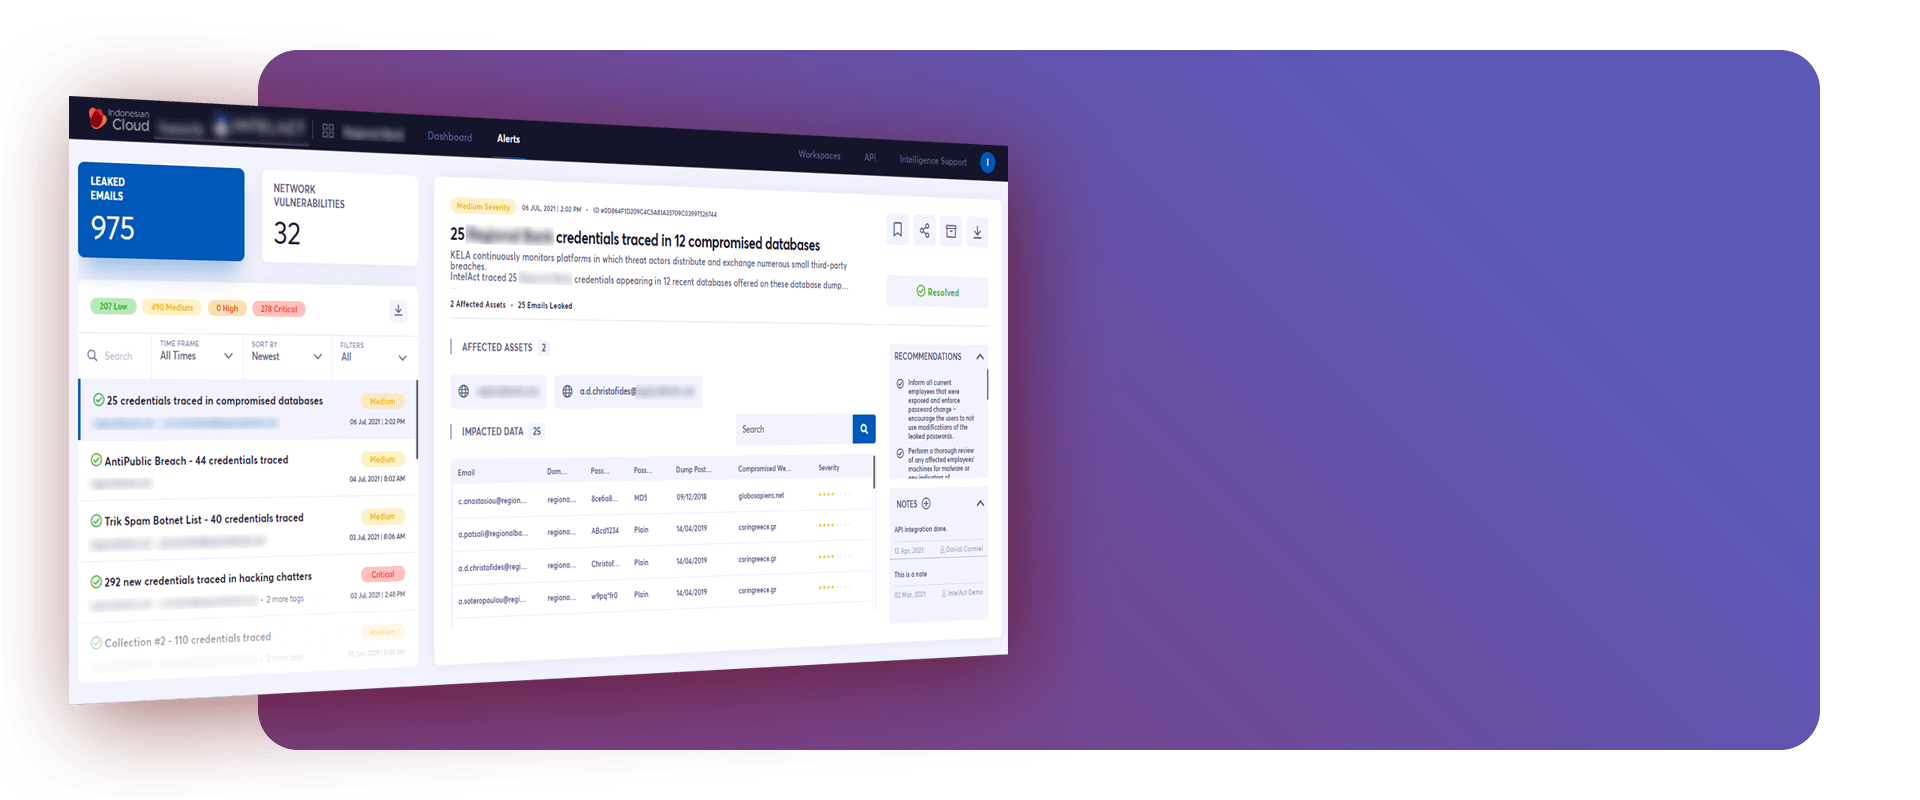 Indonesian
Cloud
Dashboard
Alerts
Workspaces
API
Intelligence Support
I
LEAKED
EMAILS
975
NETWORK
VULNERABILITIES
32
207 Low
490 Medium
0 High
278 Critical
Search
TIME FRAME
All Times
SORT BY
Newest
FILTERS
All
25 credentials traced in compromised databases
Medium
06 Jul, 2021 | 2:02 PM
AntiPublic Breach - 44 credentials traced
Medium
04 Jul, 2021 | 8:02 AM
Trik Spam Botnet List - 40 credentials traced
Medium
03 Jul, 2021 | 8:06 AM
292 new credentials traced in hacking chatters
Critical
• 2 more tags
02 Jul, 2021 | 2:48 PM
Collection #2 - 110 credentials traced
Medium
• 2 more tags
Medium Severity
06 JUL, 2021 | 2:02 PM
25 credentials traced in 12 compromised databases
KELA continuously monitors platforms in which threat actors distribute and exchange numerous small third-party
breaches.
IntelAct traced 25 credentials appearing in 12 recent databases offered on these database dump...
2 Affected Assets • 25 Emails Leaked
Resolved
AFFECTED ASSETS 2
a.d.christofides@
IMPACTED DATA 25
Search
Email Dom... Pass... Pass... Dump Post... Compromised We... Severity
c.anastasiou@region... regiona... 8ce6a8... MD5 09/12/2018 globosapiens.net
a.patsali@regionalba... regiona... ABcd1234 Plain 14/04/2019 csringreece.gr
a.d.christofides@regi... regiona... Christof... Plain 14/04/2019 csringreece.gr
a.soteropoulou@regi... regiona... w9pq*fr0 Plain 14/04/2019 csringreece.gr
RECOMMENDATIONS
Inform all current
employees that were
exposed and enforce
password change –
encourage the users to not
use modifications of the
leaked passwords.
Perform a thorough review
of any affected employees'
machines for malware or
any indicators of
NOTES
API integration done.
12 Apr, 2021 Davidi Carmiel
This is a note
02 Mar, 2021 IntelAct Demo